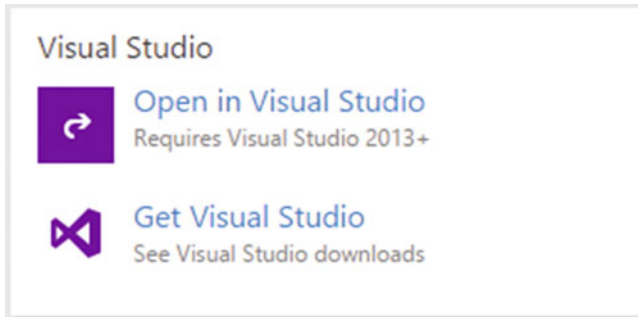 Visual Studio
Open in Visual Studio
Requires Visual Studio 2013+
Get Visual Studio
See Visual Studio downloads